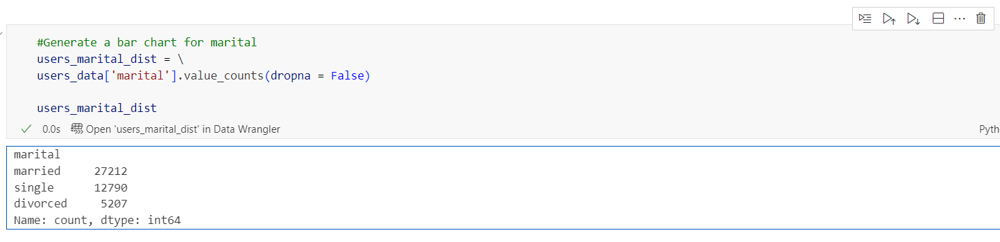 #Generate a bar chart for marital
users_marital_dist = \
users_data['marital'].value_counts(dropna = False)
users_marital_dist
0.0s Open 'users_marital_dist' in Data Wrangler
Pyth
marital
married 27212
single 12790
divorced 5207
Name: count, dtype: int64